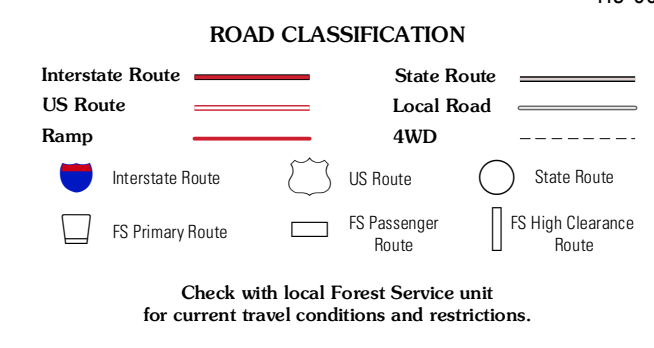 ROAD CLASSIFICATION
Interstate Route
State Route
US Route
Local Road
Ramp
4WD
Interstate Route
US Route
State Route
FS Primary Route
FS Passenger
Route
FS High Clearance
Route
Check with local Forest Service unit
for current travel conditions and restrictions.